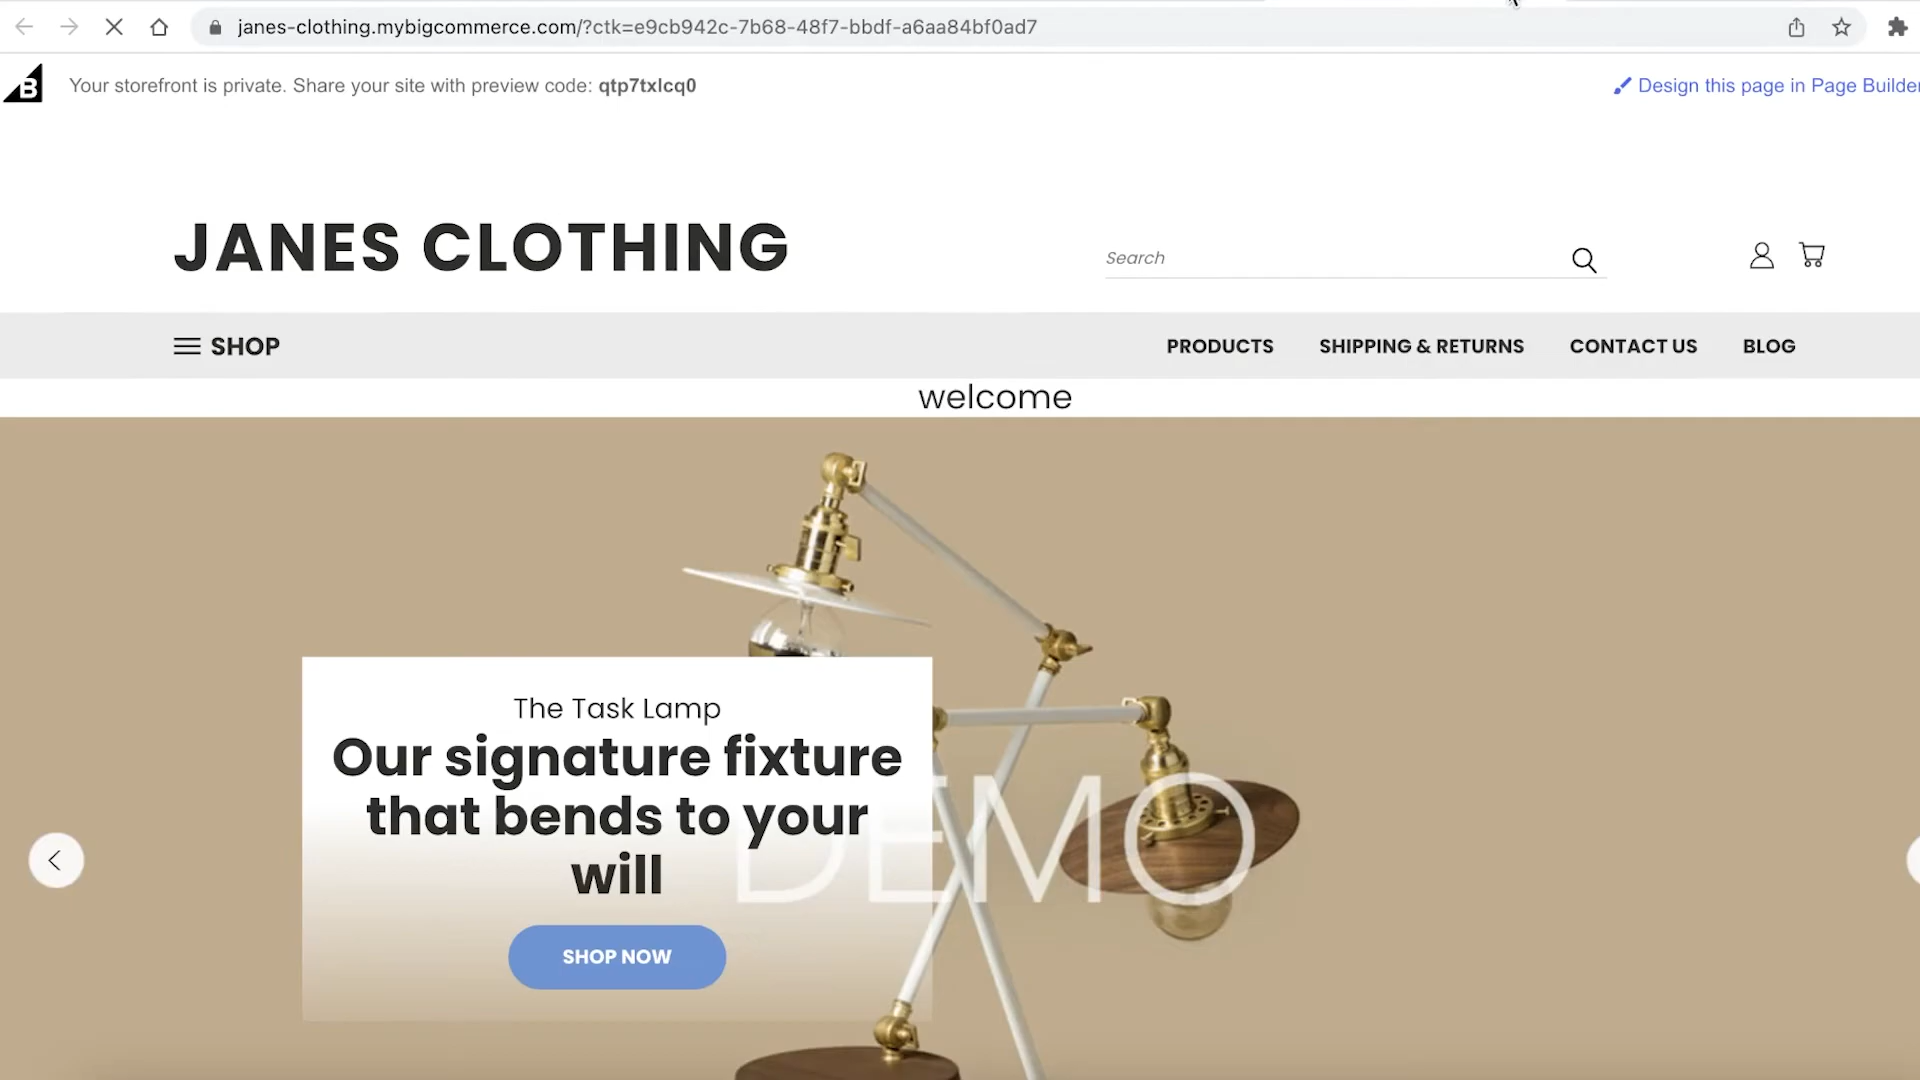 janes-clothing.mybigcommerce.com/?ctk=e9cb942c-7b68-48f7-bbdf-a6aa84bf0ad7
B
Your storefront is private. Share your site with preview code: qtp7txlcq0
Design this page in Page Builder
JANES CLOTHING
Search
SHOP
PRODUCTS
SHIPPING & RETURNS
CONTACT US
BLOG
welcome
The Task Lamp
Our signature fixture
that bends to your
will
DEMO
SHOP NOW